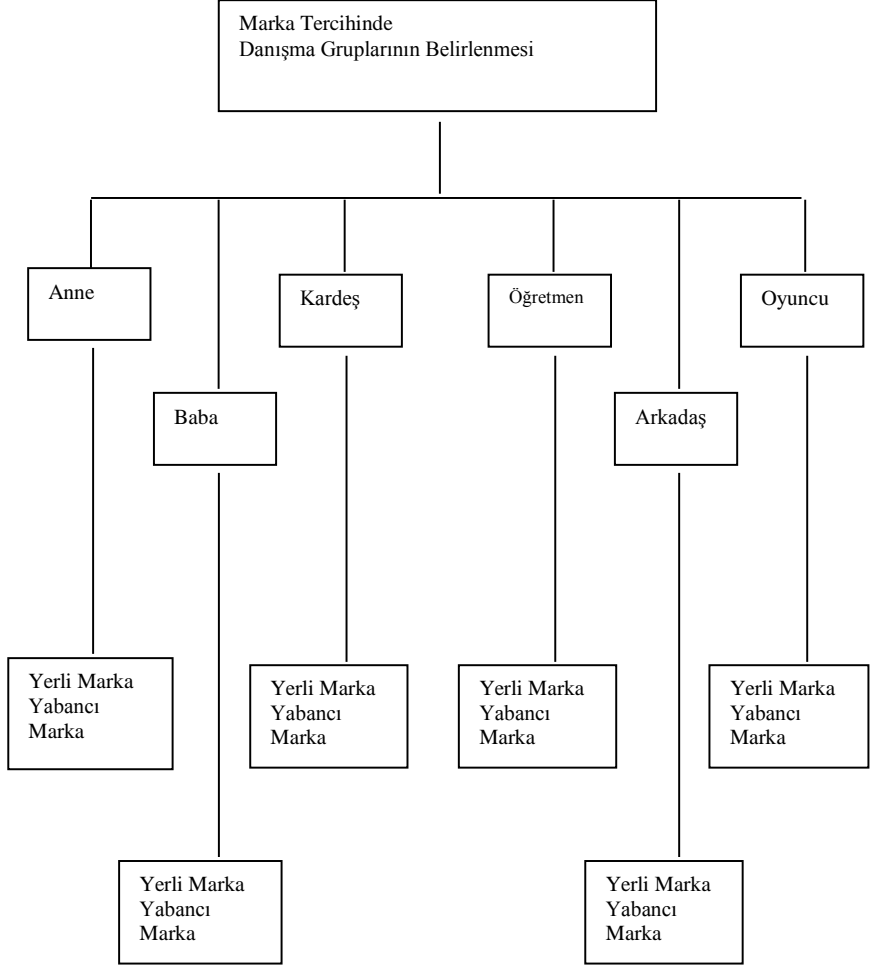 Marka Tercihinde
Danışma Gruplarının Belirlenmesi
Anne
Kardeş
Öğretmen
Oyuncu
Baba
Arkadaş
Yerli Marka
Yabancı
Marka
Yerli Marka
Yabancı
Marka
Yerli Marka
Yabancı
Marka
Yerli Marka
Yabancı
Marka
Yerli Marka
Yabancı
Marka
Yerli Marka
Yabancı
Marka